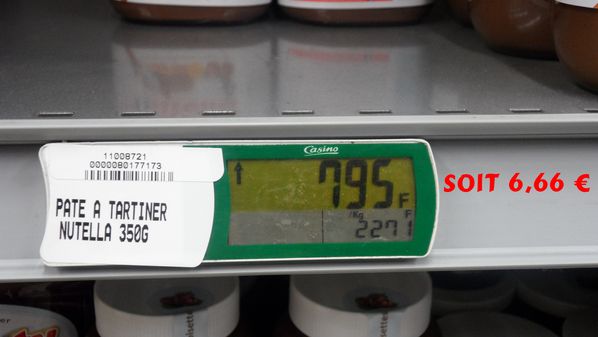 Casino
11008721
0000080177173
PATE A TARTINER
NUTELLA 350G
795 F
/Kg F
2271
SOIT 6,66 €